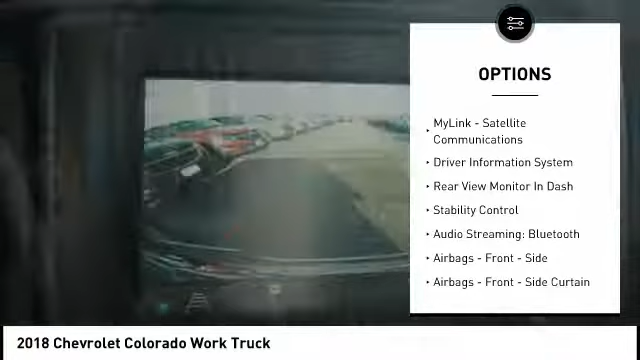 OPTIONS
MyLink - Satellite
Communications
Driver Information System
Rear View Monitor In Dash
Stability Control
Audio Streaming: Bluetooth
Airbags - Front - Side
Airbags - Front - Side Curtain
2018 Chevrolet Colorado Work Truck